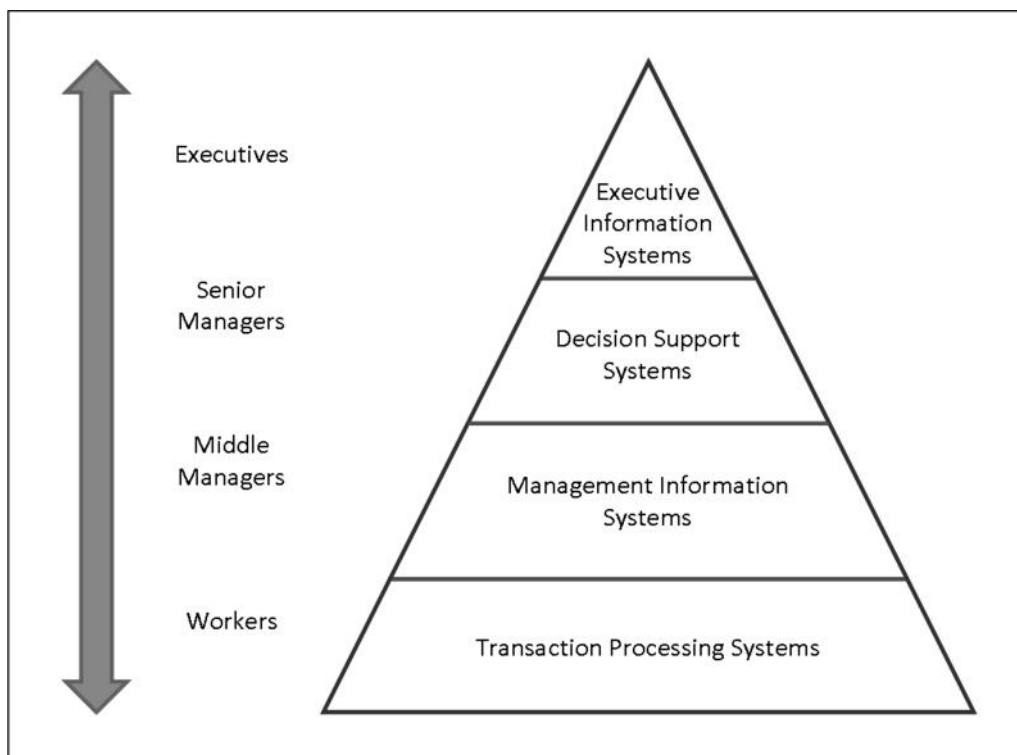 Executives
Executive
Information
Systems
Senior
Managers
Decision Support
Systems
Middle
Managers
Management Information
Systems
Workers
Transaction Processing Systems